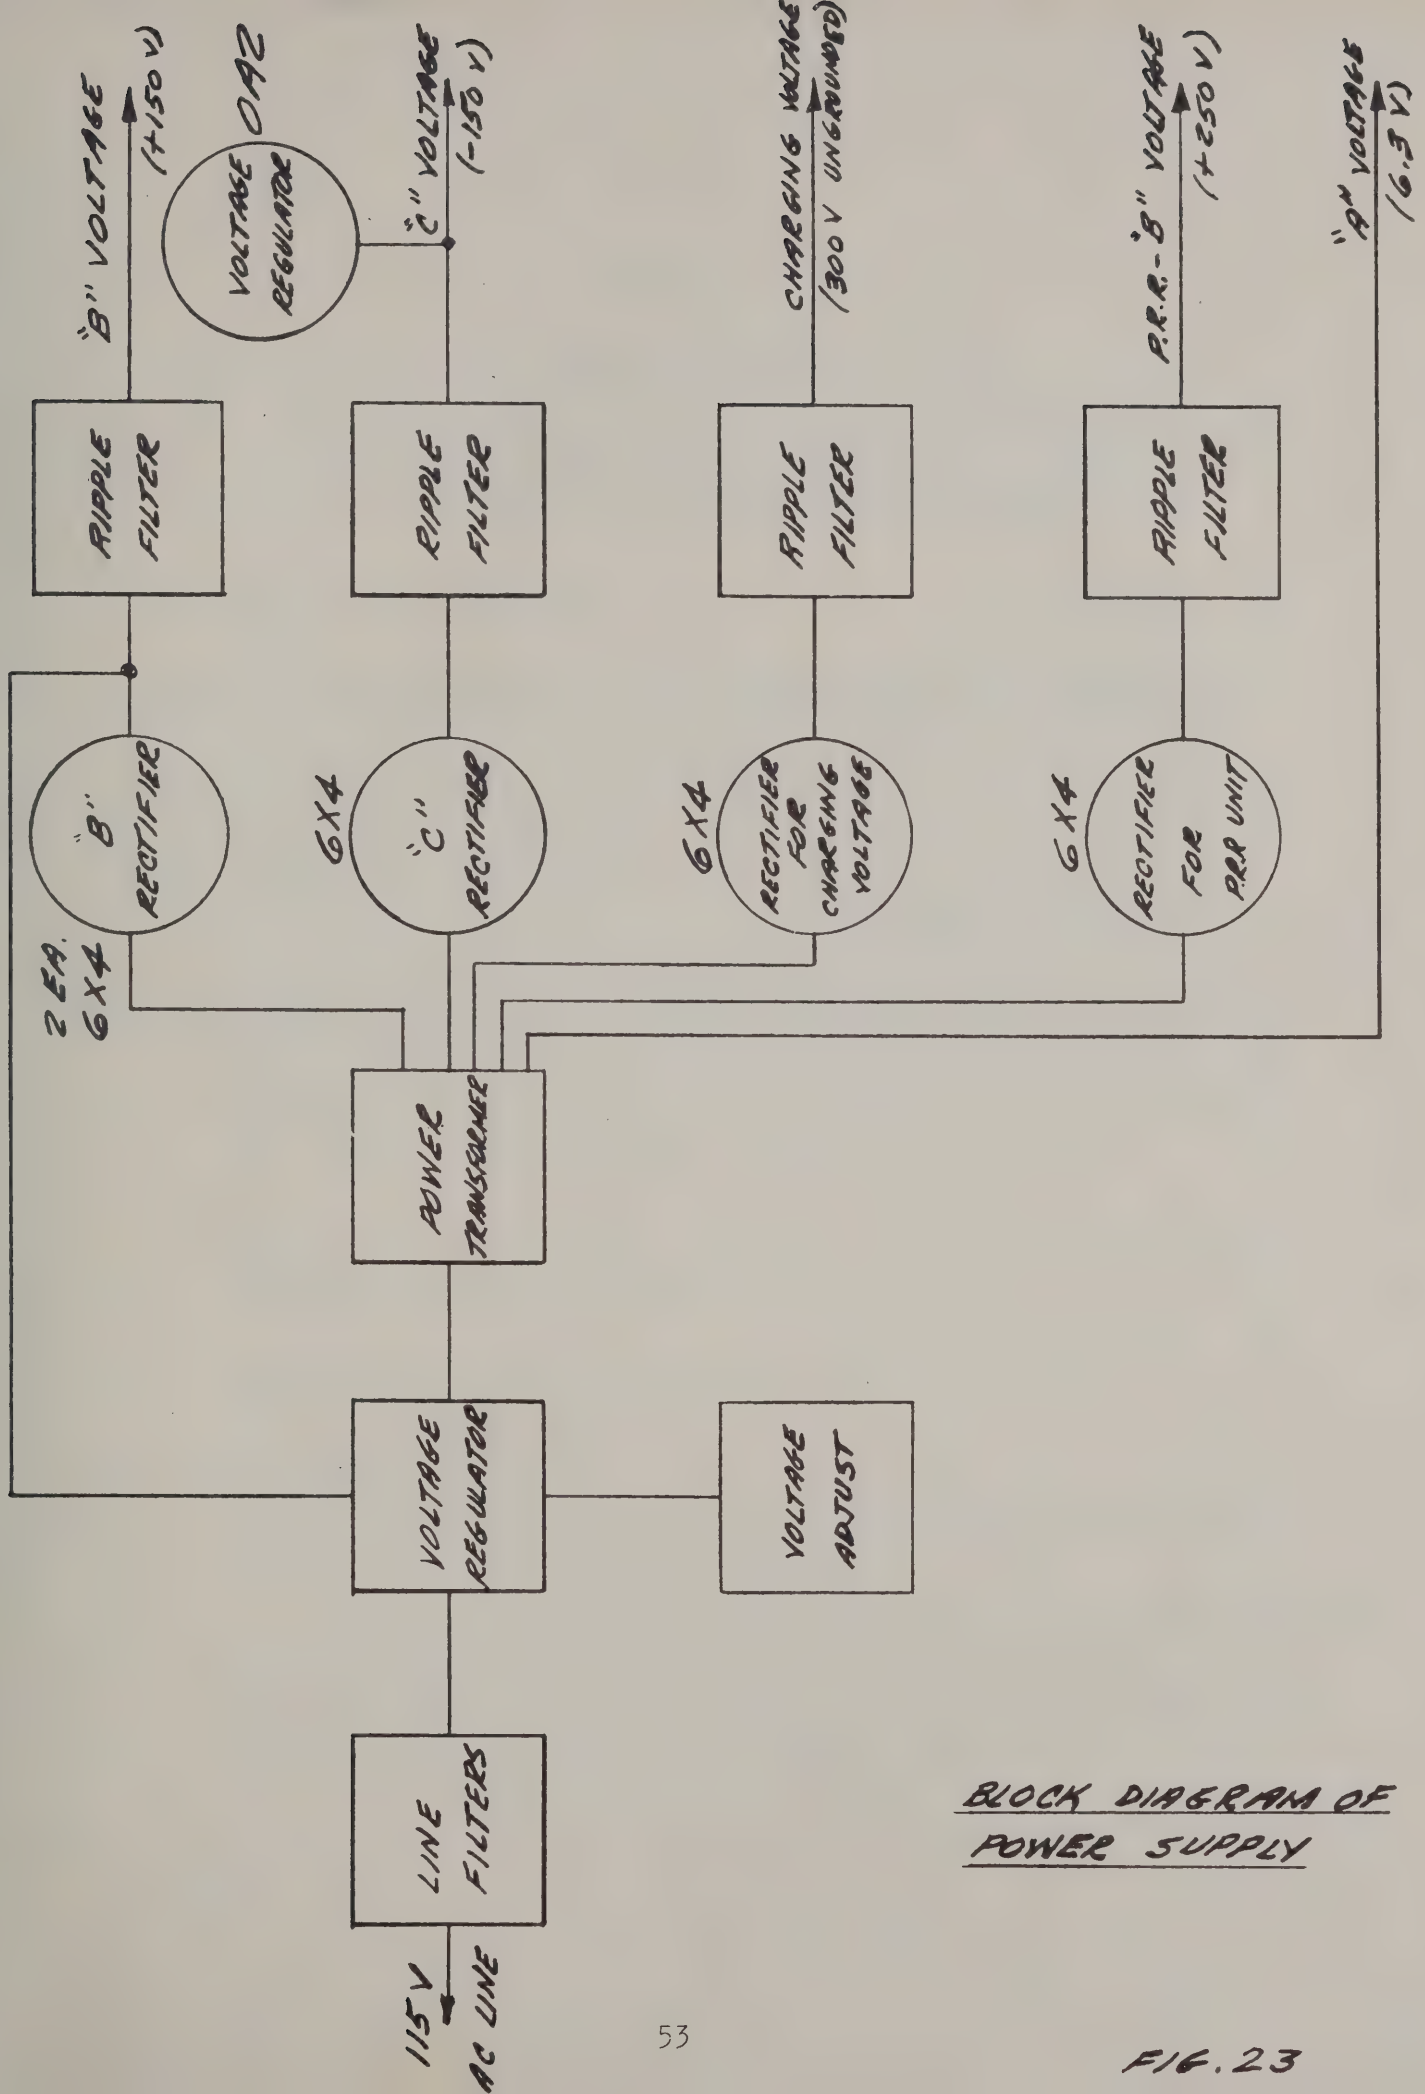 "B" VOLTAGE
(+150 V)
0A2
VOLTAGE
REGULATOR
"C" VOLTAGE
(-150 V)
CHARGING VOLTAGE
(300 V UNGROUNDED)
P.R.R.-"B" VOLTAGE
(+250 V)
"A" VOLTAGE
(6.3 V)
RIPPLE
FILTER
RIPPLE
FILTER
RIPPLE
FILTER
RIPPLE
FILTER
2 EA.
6X4
"B"
RECTIFIER
6X4
"C"
RECTIFIER
6X4
RECTIFIER
FOR
CHARGING
VOLTAGE
6X4
RECTIFIER
FOR
P.R.R UNIT
POWER
TRANSFORMER
VOLTAGE
REGULATOR
VOLTAGE
ADJUST
LINE
FILTERS
115 V
AC LINE
BLOCK DIAGRAM OF
POWER SUPPLY
53
FIG. 23